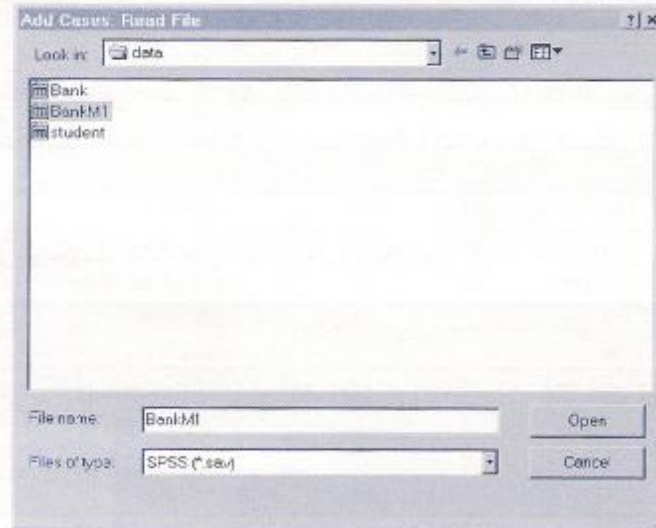 Add Cases: Read File
Look in: data
Bank
BankM1
student
File name: BankM1 Open
Files of type: SPSS (*.sav) Cancel